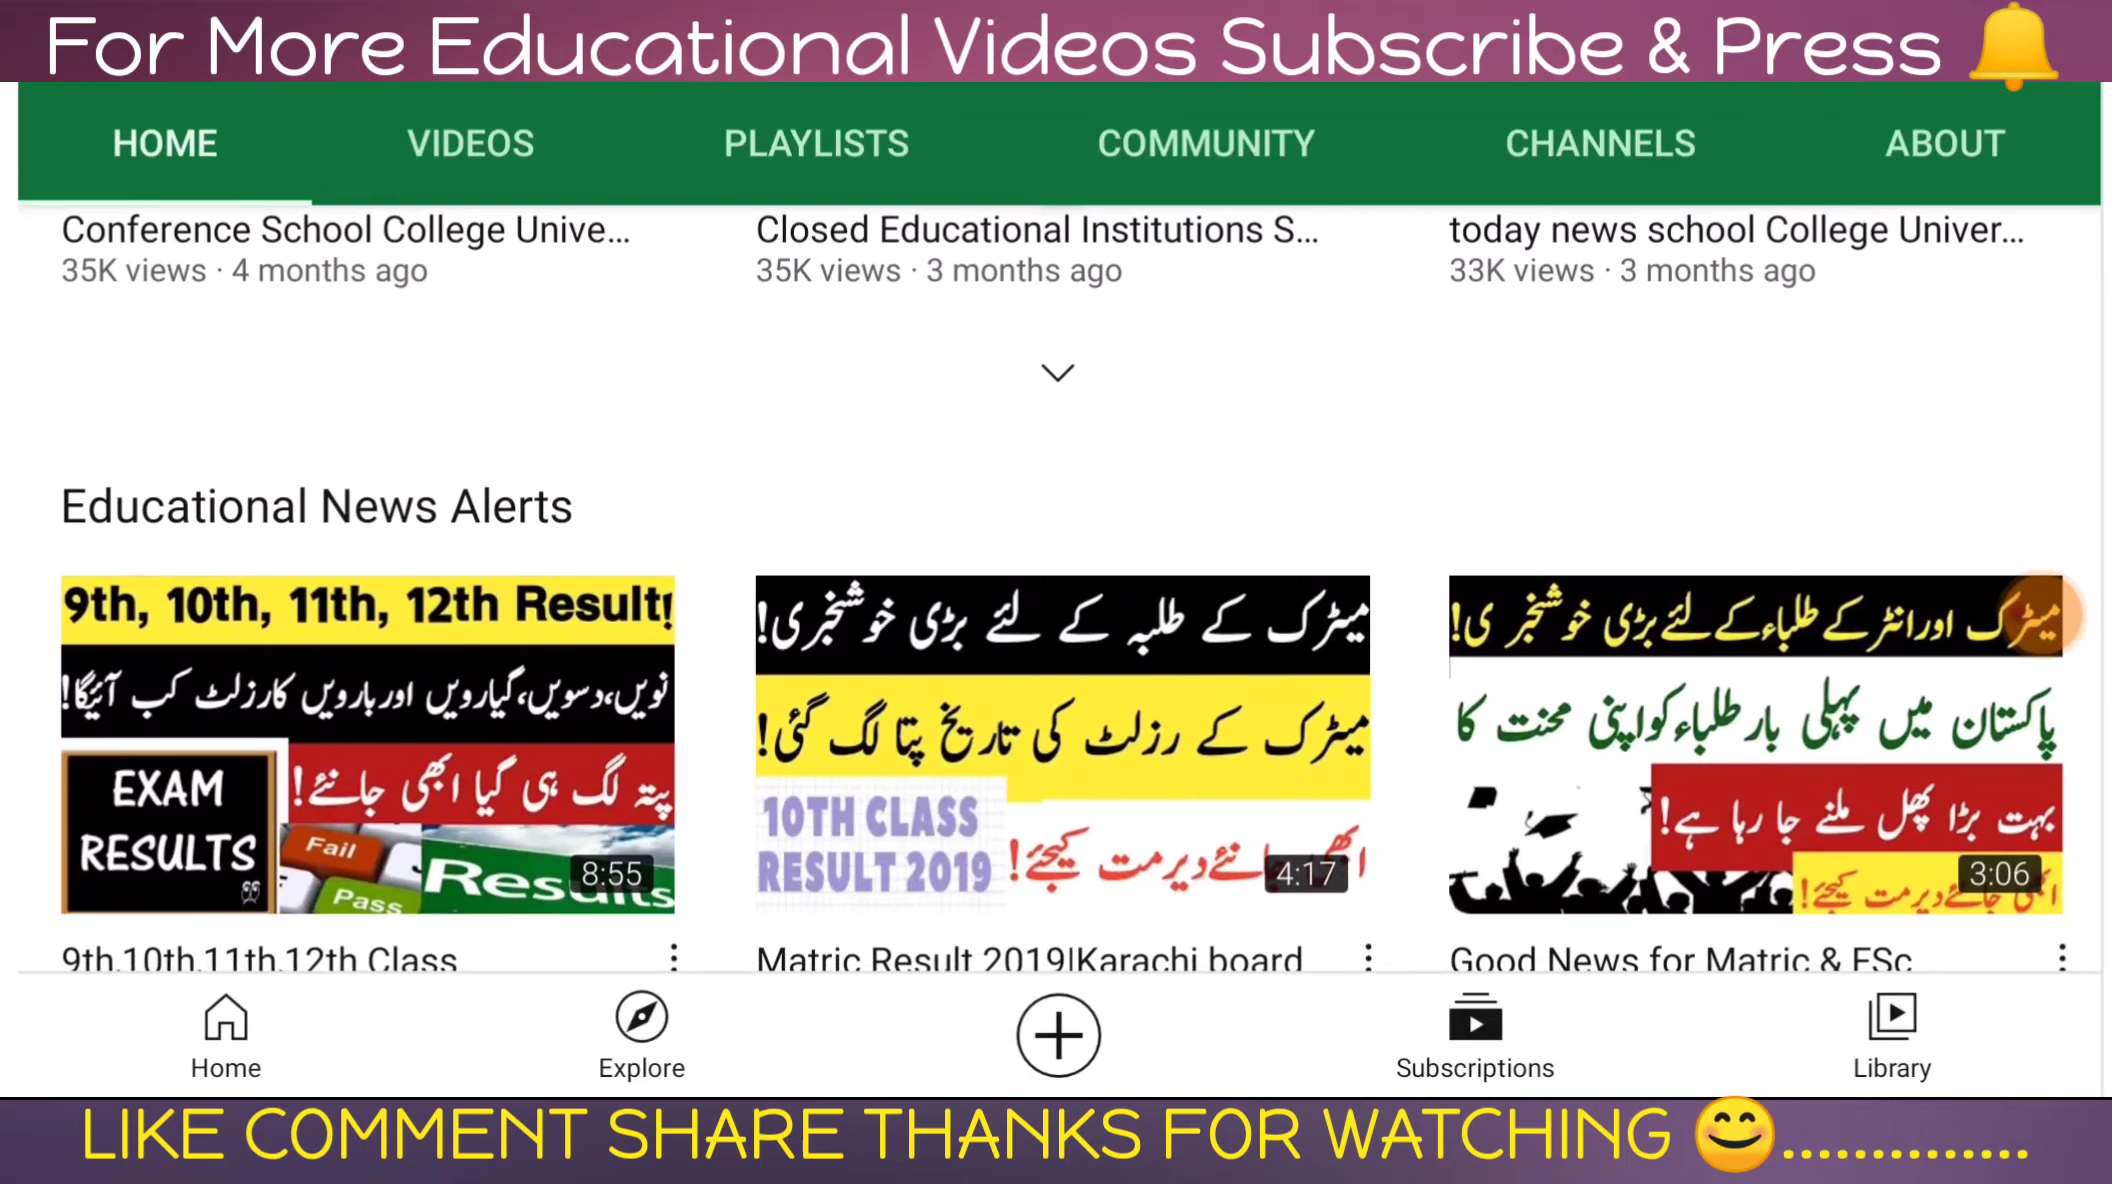 For More Educational Videos Subscribe & Press
HOME VIDEOS PLAYLISTS COMMUNITY CHANNELS ABOUT
Conference School College Unive...
35K views · 4 months ago
Closed Educational Institutions S...
35K views · 3 months ago
today news school College Univer...
33K views · 3 months ago
Educational News Alerts
9th, 10th, 11th, 12th Result!
نویں،دسویں،گیارویں اور بارویں کا رزلٹ کب آئیگا!
پتہ لگ ہی گیا ابھی جانئے!
EXAM
RESULTS
Fail
Pass
Results
8:55
9th,10th,11th,12th Class
میٹرک کے طلبہ کے لئے بڑی خوشخبری!
میٹرک کے رزلٹ کی تاریخ پتا لگ گئی!
10TH CLASS
RESULT 2019
دیرمت کیجئے!
4:17
Matric Result 2019|Karachi board
میٹرک اورانٹر کے طلباء کے لئے بڑی خوشخبر ی!
پاکستان میں پہلی بار طلباء کو اپنی محنت کا
بہت بڑا پھل ملنے جا رہا ہے!
دیرمت کیجئے!
3:06
Good News for Matric & FSc
Home Explore Subscriptions Library
LIKE COMMENT SHARE THANKS FOR WATCHING ..............